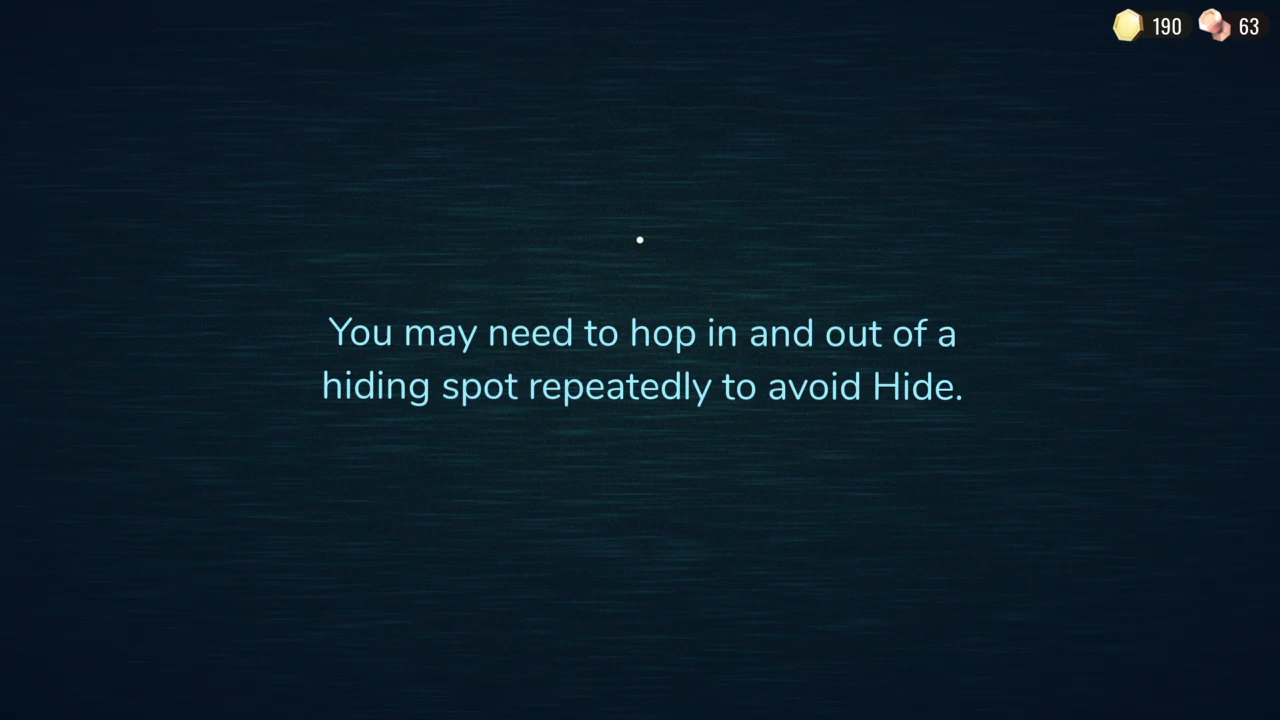 190 63
You may need to hop in and out of a
hiding spot repeatedly to avoid Hide.